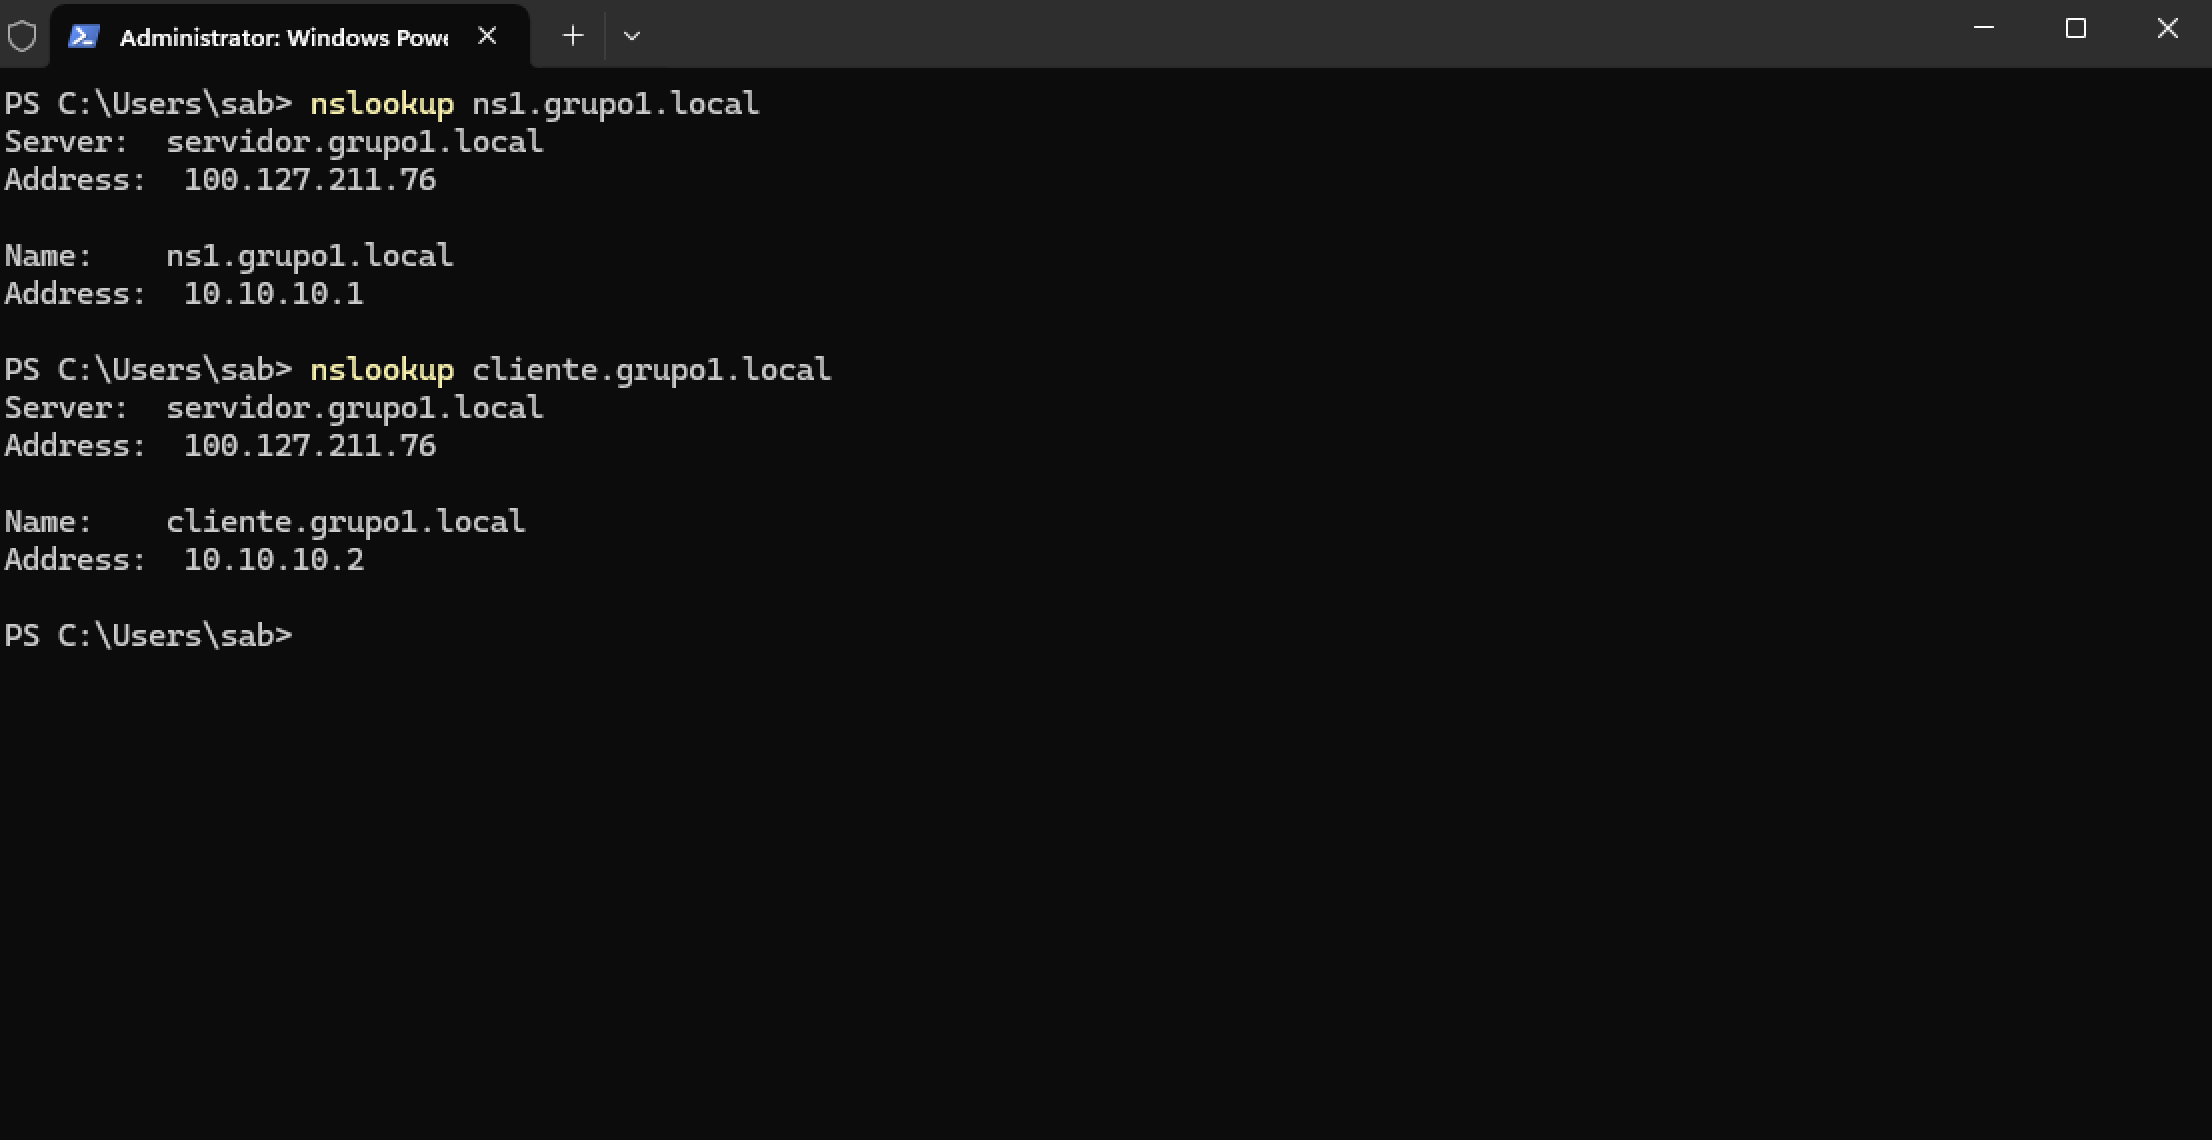 Administrator: Windows Powe
PS C:\Users\sab> nslookup ns1.grupo1.local
Server:  servidor.grupo1.local
Address:  100.127.211.76
Name:    ns1.grupo1.local
Address:  10.10.10.1
PS C:\Users\sab> nslookup cliente.grupo1.local
Server:  servidor.grupo1.local
Address:  100.127.211.76
Name:    cliente.grupo1.local
Address:  10.10.10.2
PS C:\Users\sab>